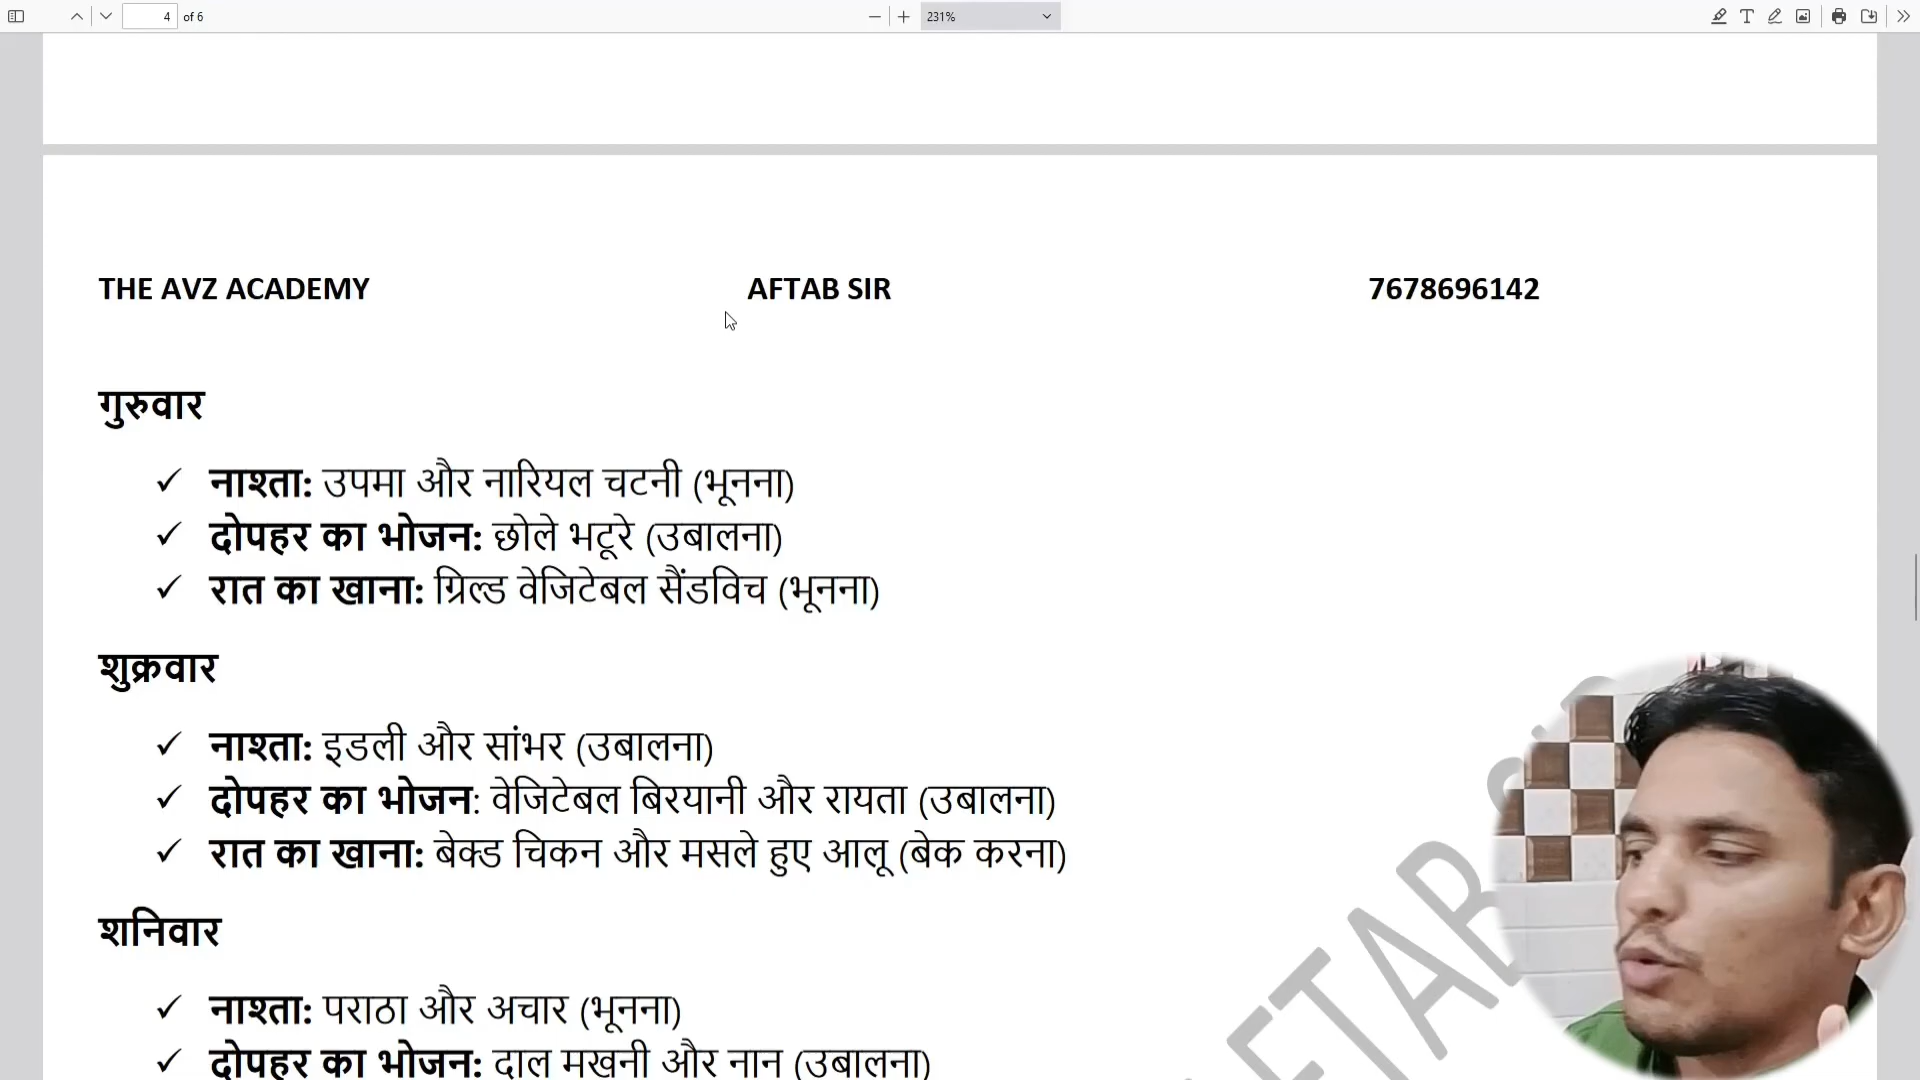 4 of 6
231%
THE AVZ ACADEMY AFTAB SIR 7678696142
गुरुवार
✓ नाश्ता: उपमा और नारियल चटनी (भूनना)
✓ दोपहर का भोजन: छोले भटूरे (उबालना)
✓ रात का खाना: ग्रिल्ड वेजिटेबल सैंडविच (भूनना)
शुक्रवार
✓ नाश्ता: इडली और सांभर (उबालना)
✓ दोपहर का भोजन: वेजिटेबल बिरयानी और रायता (उबालना)
✓ रात का खाना: बेक्ड चिकन और मसले हुए आलू (बेक करना)
शनिवार
✓ नाश्ता: पराठा और अचार (भूनना)
✓ दोपहर का भोजन: दाल मखनी और नान (उबालना)